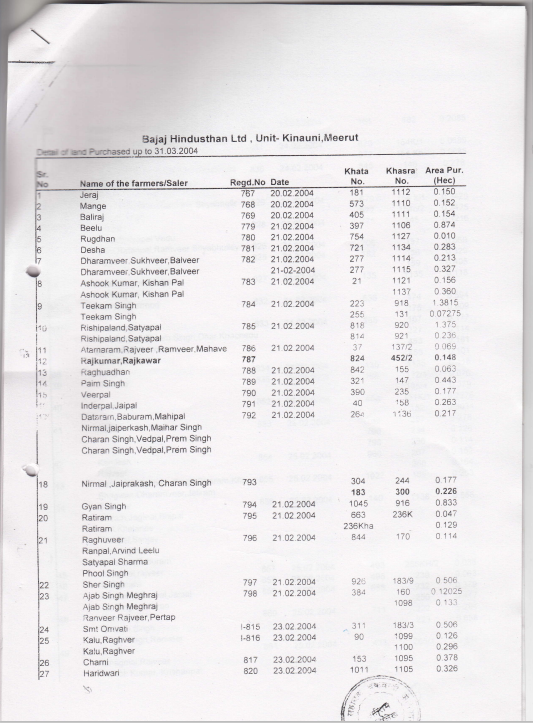 Bajaj Hindusthan Ltd , Unit- Kinauni,Meerut
Detail of land Purchased up to 31.03.2004
Sr. No Name of the farmers/Saler Regd.No Date Khata No. Khasra No. Area Pur. (Hec)
1 Jeraj 767 20.02.2004 181 1112 0.150
2 Mange 768 20.02.2004 573 1110 0.152
3 Baliraj 769 20.02.2004 405 1111 0.154
4 Beelu 779 21.02.2004 397 1106 0.874
5 Rugdhan 780 21.02.2004 754 1127 0.010
6 Desha 781 21.02.2004 721 1134 0.283
7 Dharamveer Sukhveer,Balveer 782 21.02.2004 277 1114 0.213
Dharamveer Sukhveer,Balveer 21-02-2004 277 1115 0.327
8 Ashook Kumar, Kishan Pal 783 21.02.2004 21 1121 0.156
Ashook Kumar, Kishan Pal 1137 0.360
9 Teekam Singh 784 21.02.2004 223 918 1.3815
Teekam Singh 255 131 0.07275
10 Rishipaland,Satyapal 785 21.02.2004 818 920 1.375
Rishipaland,Satyapal 814 921 0.236
11 Atamaram,Rajveer ,Ramveer,Mahave 786 21.02.2004 37 137/2 0.069
12 Rajkumar,Rajkawar 787 824 452/2 0.148
13 Raghuadhan 788 21.02.2004 842 155 0.063
14 Paim Singh 789 21.02.2004 321 147 0.443
15 Veerpal 790 21.02.2004 390 235 0.177
Inderpal,Jaipal 791 21.02.2004 40 158 0.263
Dataram,Baburam,Mahipal 792 21.02.2004 264 1136 0.217
Nirmal,jaiperkash,Maihar Singh
Charan Singh,Vedpal,Prem Singh
Charan Singh,Vedpal,Prem Singh
18 Nirmal ,Jaiprakash, Charan Singh 793 304 244 0.177
183 300 0.226
19 Gyan Singh 794 21.02.2004 1045 916 0.833
20 Ratiram 795 21.02.2004 663 236K 0.047
Ratiram 236Kha 0.129
21 Raghuveer 796 21.02.2004 844 170 0.114
Ranpal,Arvind Leelu
Satyapal Sharma
Phool Singh
22 Sher Singh 797 21.02.2004 926 183/9 0.506
23 Ajab Singh Meghraj 798 21.02.2004 384 160 0.12025
Ajab Singh Meghraj 1098 0.133
Ranveer Rajveer,Pertap
24 Smt Omvati I-815 23.02.2004 311 183/3 0.506
25 Kalu,Raghver I-816 23.02.2004 90 1099 0.126
Kalu,Raghver 1100 0.296
26 Charni 817 23.02.2004 153 1095 0.378
27 Haridwari 820 23.02.2004 1011 1105 0.326